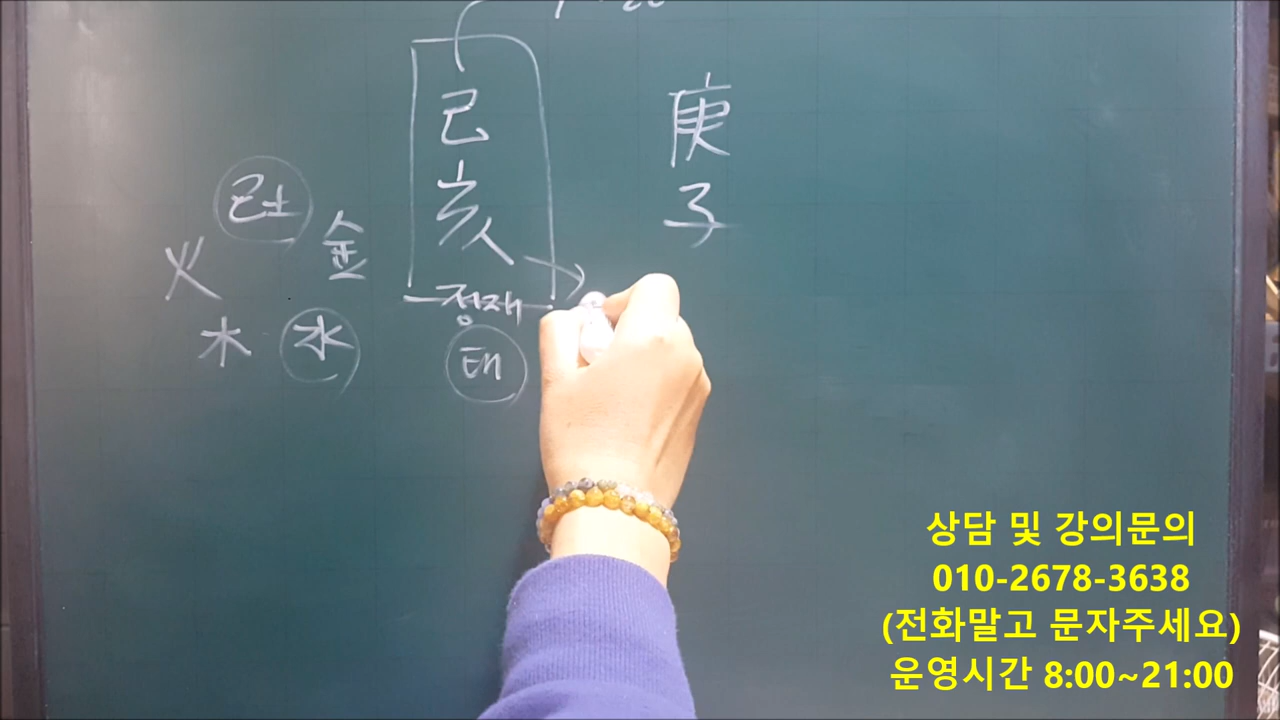 己
亥
庚
子
己土
火
金
木
水
정재
태
상담 및 강의문의
010-2678-3638
(전화말고 문자주세요)
운영시간 8:00~21:00